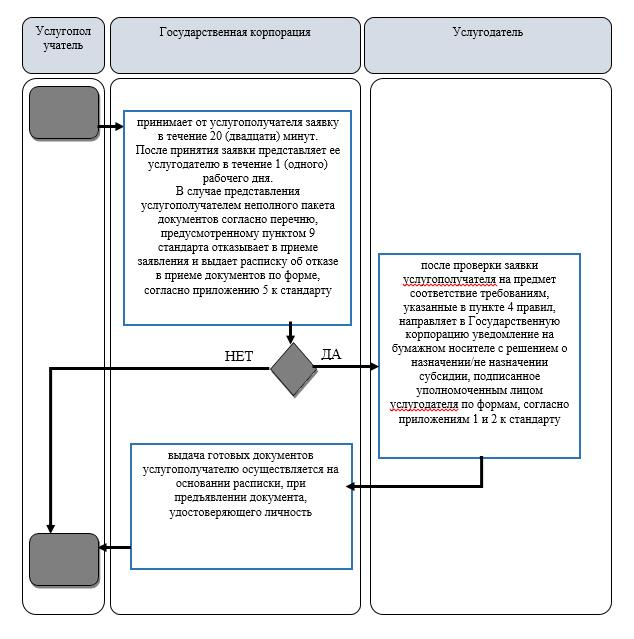 Услугопол
учатель
Государственная корпорация
Услугодатель
принимает от услугополучателя заявку
в течение 20 (двадцати) минут.
После принятия заявки представляет ее
услугодателю в течение 1 (одного)
рабочего дня.
В случае представления
услугополучателем неполного пакета
документов согласно перечню,
предусмотренному пунктом 9
стандарта отказывает в приеме
заявления и выдает расписку об отказе
в приеме документов по форме,
согласно приложению 5 к стандарту
после проверки заявки
услугополучателя на предмет
соответствие требованиям,
указанные в пункте 4 правил,
направляет в Государственную
корпорацию уведомление на
бумажном носителе с решением о
назначении/не назначении
субсидии, подписанное
уполномоченным лицом
услугодателя по формам, согласно
приложениям 1 и 2 к стандарту
НЕТ
ДА
выдача готовых документов
услугополучателю осуществляется на
основании расписки, при
предъявлении документа,
удостоверяющего личность